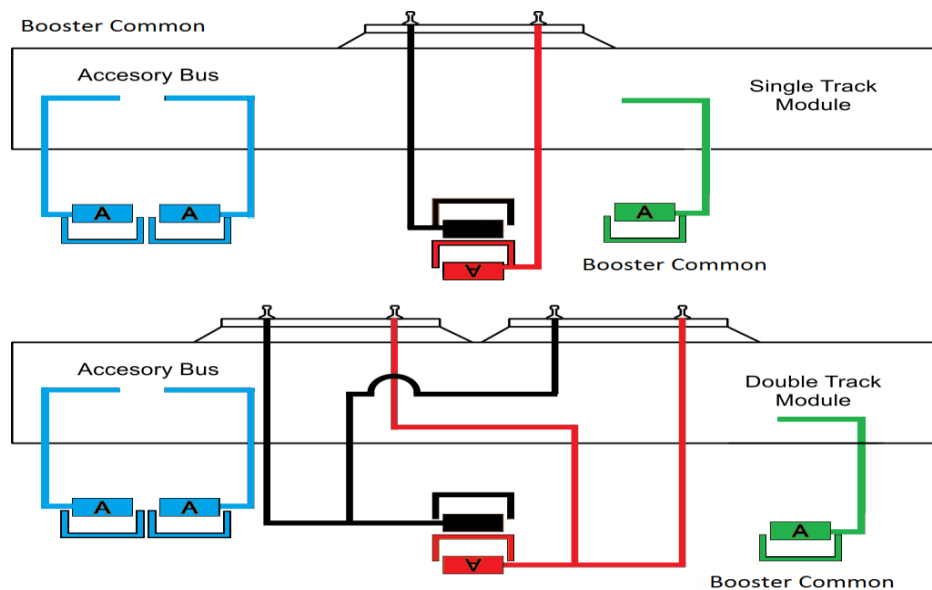 Booster Common
Accesory Bus
Single Track
Module
A
A
A
A
Booster Common
Accesory Bus
Double Track
Module
A
A
A
A
Booster Common